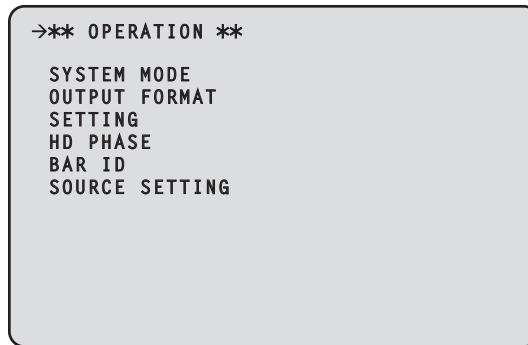 →** OPERATION **
SYSTEM MODE
OUTPUT FORMAT
SETTING
HD PHASE
BAR ID
SOURCE SETTING